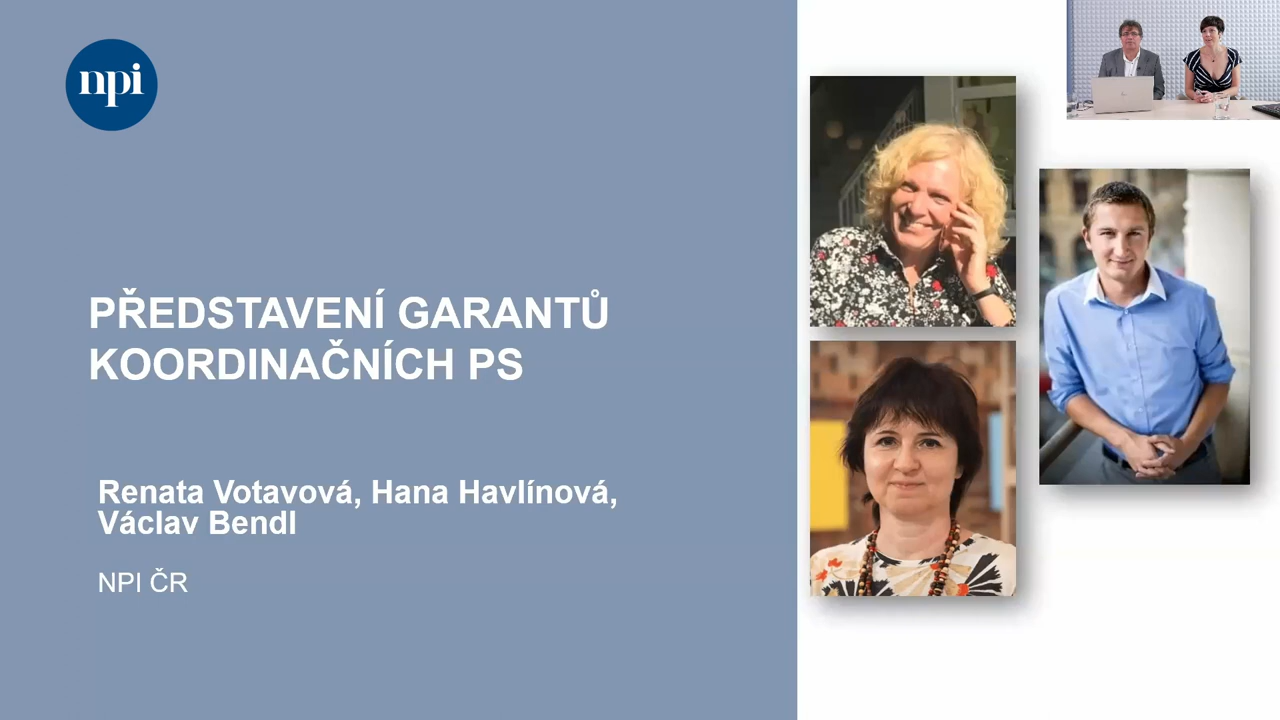 npi
PŘEDSTAVENÍ GARANTŮ
KOORDINAČNÍCH PS
Renata Votavová, Hana Havlínová,
Václav Bendl
NPI ČR